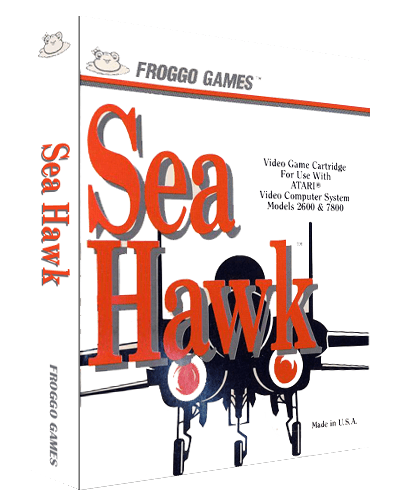 FROGGO GAMES™
Sea
Hawk
Video Game Cartridge
For Use With
ATARI®
Video Computer System
Models 2600 & 7800
Made in U.S.A.
Sea Hawk
FROGGO GAMES